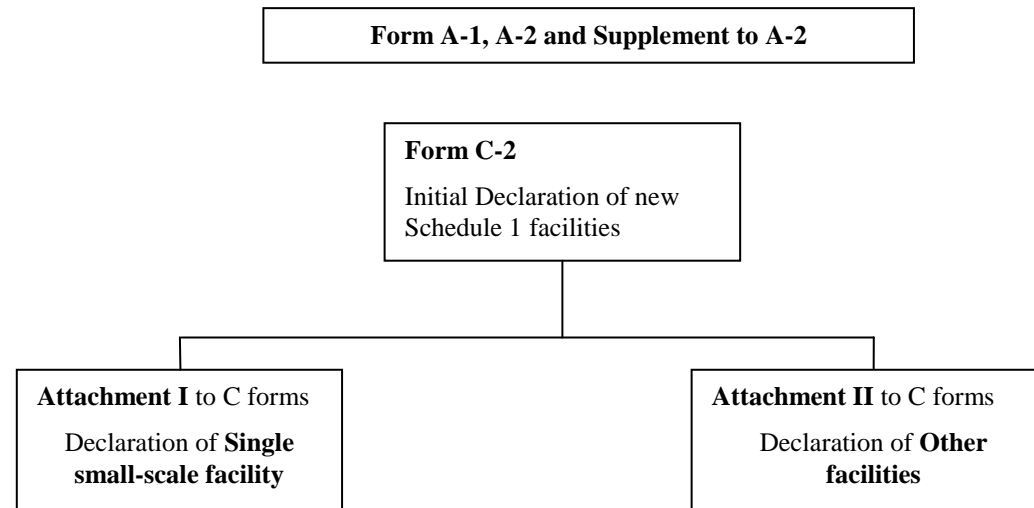 Form A-1, A-2 and Supplement to A-2
Form C-2
Initial Declaration of new
Schedule 1 facilities
Attachment I to C forms
Declaration of Single
small-scale facility
Attachment II to C forms
Declaration of Other
facilities